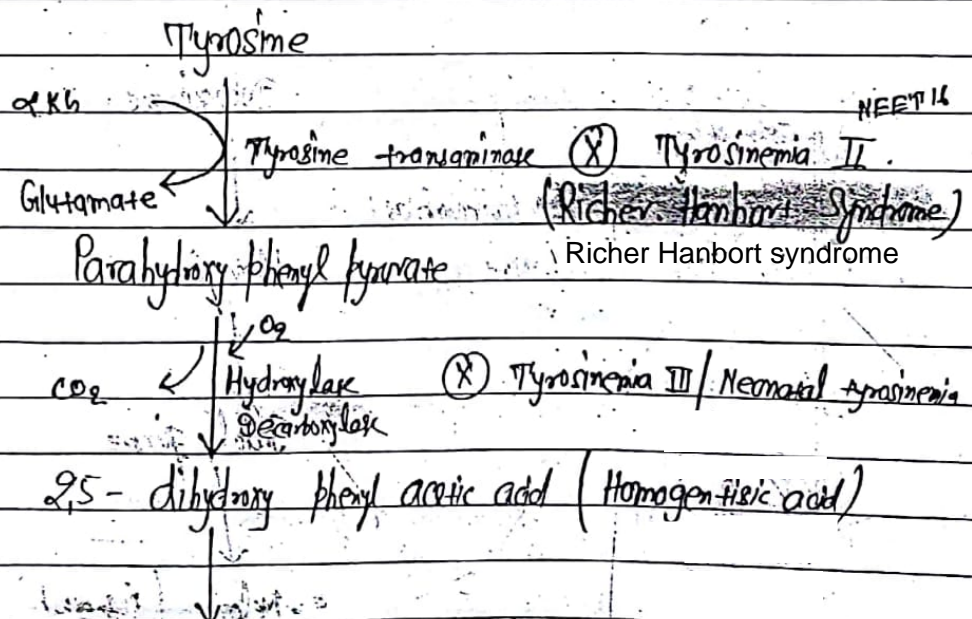 Tyrosine
αKG
NEET 16
Tyrosine transaminase (X) Tyrosinemia II.
Glutamate
(Richer. Hanhart Syndrome)
Richer Hanbort syndrome
Parahydroxy phenyl pyruvate
O2
CO2 Hydroxylase (X) Tyrosinemia III / Neonatal tyrosinemia
Decarboxylase
2,5- dihydroxy phenyl acetic acid (Homogentisic acid)